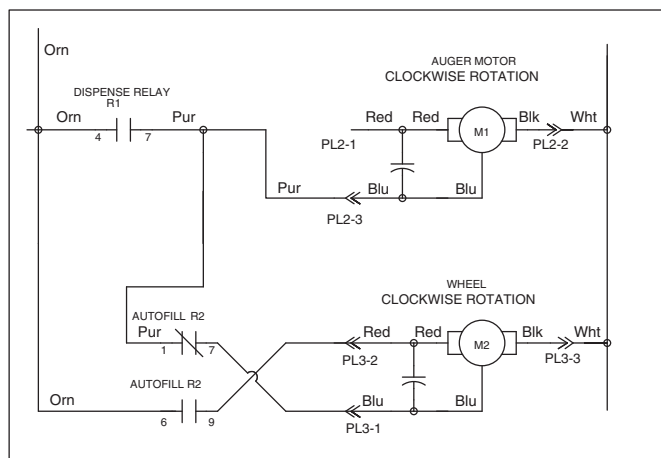 Orn
AUGER MOTOR
CLOCKWISE ROTATION
DISPENSE RELAY
R1
Orn
4
7
Pur
Red
Red
M1
Blk
Wht
PL2-1
PL2-2
Pur
Blu
Blu
PL2-3
WHEEL
CLOCKWISE ROTATION
AUTOFILL R2
Pur
1
7
Red
Red
M2
Blk
Wht
PL3-2
PL3-3
AUTOFILL R2
Orn
6
9
Blu
Blu
PL3-1